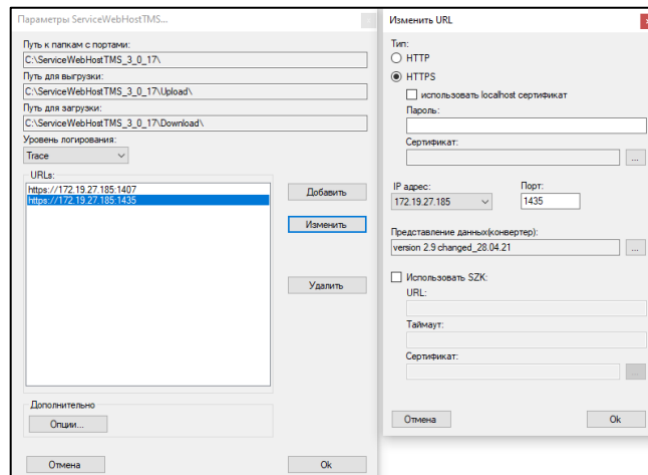 Параметры ServiceWebHostTMS...
Путь к папкам с портами:
C:\ServiceWebHostTMS_3_0_17\
Путь для выгрузки:
C:\ServiceWebHostTMS_3_0_17\Upload\
Путь для загрузки:
C:\ServiceWebHostTMS_3_0_17\Download\
Уровень логирования:
Trace
URLs:
https://172.19.27.185:1407
https://172.19.27.185:1435
Добавить
Изменить
Удалить
Дополнительно
Опции...
Отмена
Ok
Изменить URL
Тип:
HTTP
HTTPS
использовать localhost сертификат
Пароль:
Сертификат:
...
IP адрес:
Порт:
172.19.27.185
1435
Представление данных(конвертер):
version 2.9 changed_28.04.21
...
Использовать SZK:
URL:
Таймаут:
Сертификат:
...
Отмена
Ok